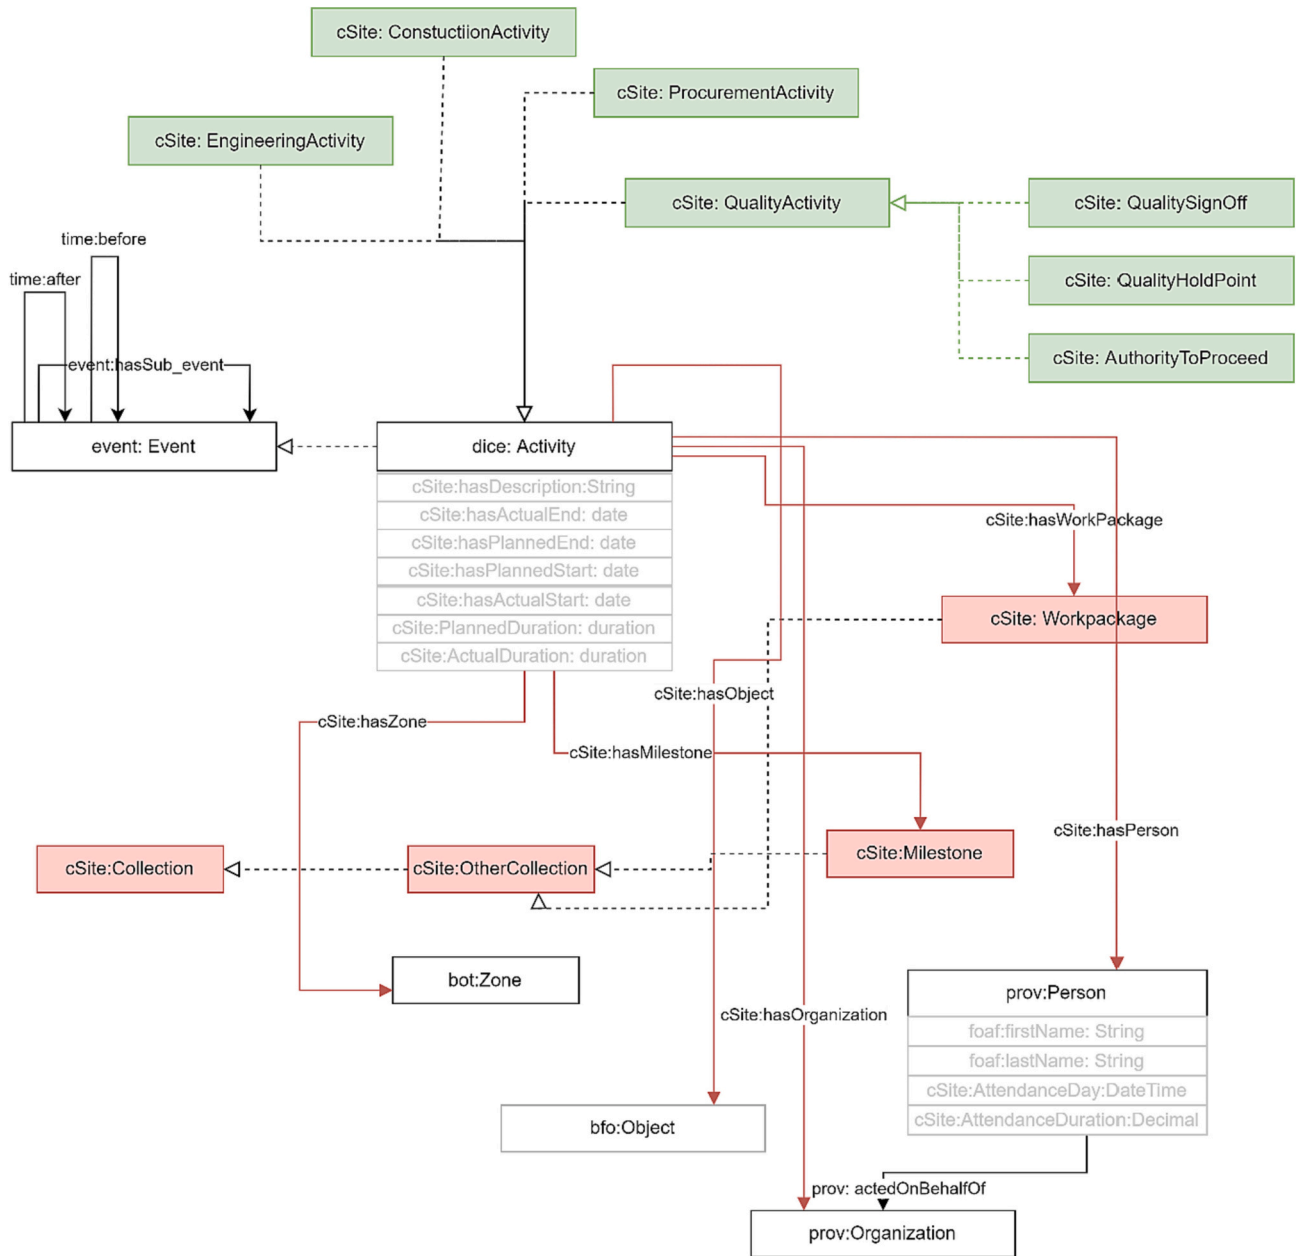 cSite: ConstuctiionActivity
cSite: ProcurementActivity
cSite: EngineeringActivity
cSite: QualityActivity
cSite: QualitySignOff
time:before
time:after
cSite: QualityHoldPoint
cSite: AuthorityToProceed
event:hasSub_event
event: Event
dice: Activity
cSite:hasDescription:String
cSite:hasActualEnd: date
cSite:hasPlannedEnd: date
cSite:hasPlannedStart: date
cSite:hasActualStart: date
cSite:PlannedDuration: duration
cSite:ActualDuration: duration
cSite:hasWorkPackage
cSite: Workpackage
cSite:hasObject
cSite:hasZone
cSite:hasMilestone
cSite:hasPerson
cSite:Collection
cSite:OtherCollection
cSite:Milestone
bot:Zone
prov:Person
foaf:firstName: String
foaf:lastName: String
cSite:AttendanceDay:DateTime
cSite:AttendanceDuration:Decimal
cSite:hasOrganization
bfo:Object
prov: actedOnBehalfOf
prov:Organization